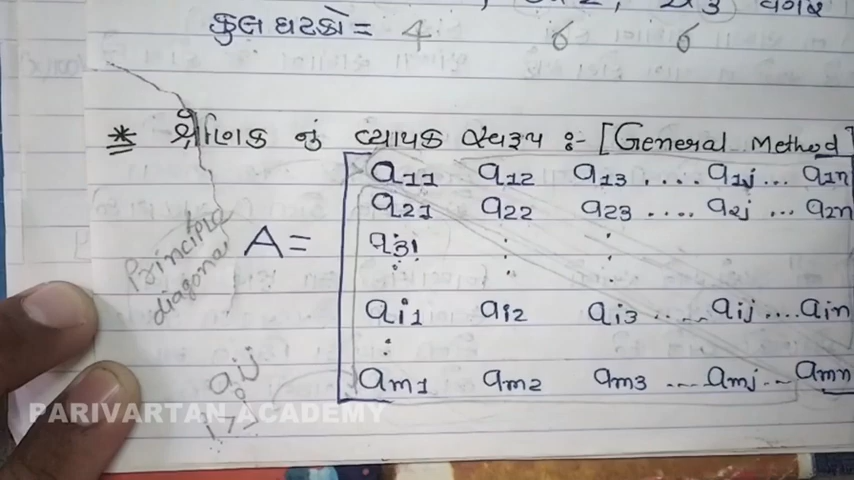 કુલ ઘટકો = 4 6 6
* શ્રેણિક નું વ્યાપક સ્વરૂપ :- [General Method]
a11 a12 a13 .... a1j ... a1n
a21 a22 a23 .... a2j ... a2n
A =
a31 : :
: : :
ai1 ai2 ai3 .... aij .... ain
:
am1 am2 am3 .... amj .. amn
Principle
diagonal
aij
i>j
PARIVARTAN ACADEMY